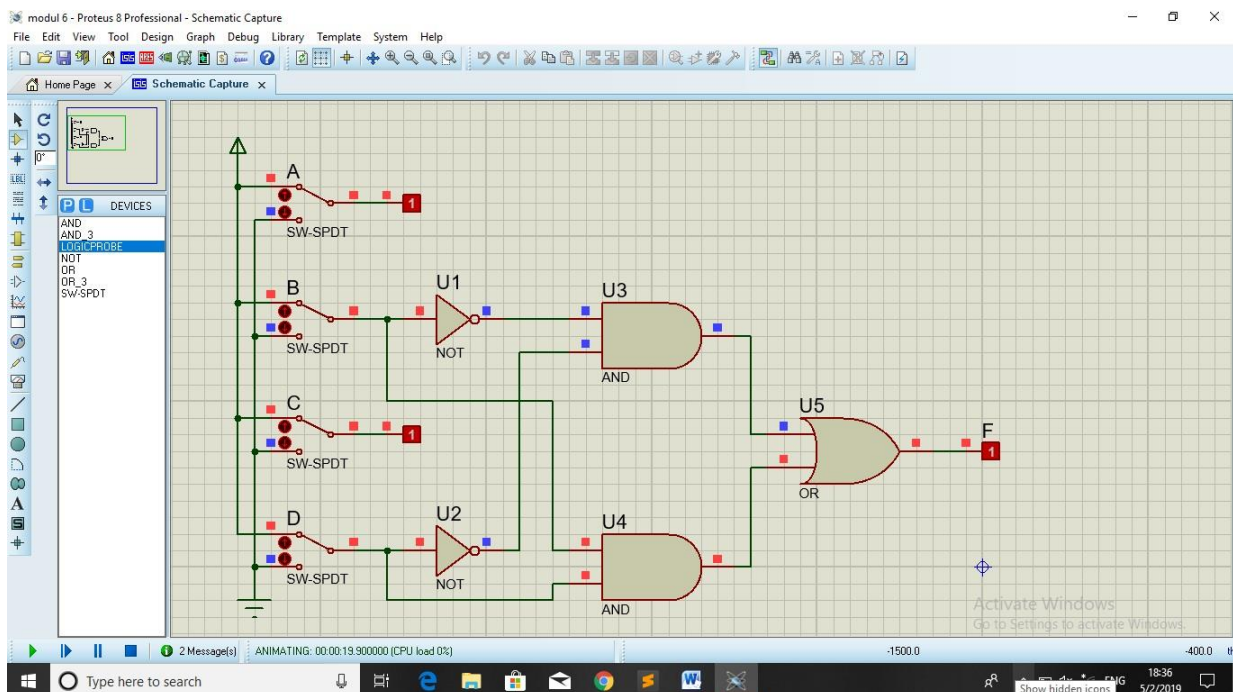 modul 6 - Proteus 8 Professional - Schematic Capture
File Edit View Tool Design Graph Debug Library Template System Help
Home Page x
Schematic Capture x
0°
LBL
A
S
P L DEVICES
AND
AND_3
LOGICPROBE
NOT
OR
OR_3
SW-SPDT
A
1
SW-SPDT
B
SW-SPDT
U1
NOT
U3
AND
C
1
SW-SPDT
U5
OR
F
1
D
SW-SPDT
U2
NOT
U4
AND
Activate Windows
Go to Settings to activate Windows.
2 Message(s) ANIMATING: 00:00:19.900000 (CPU load 0%) -1500.0 -400.0 th
Type here to search
ENG
18:36
5/2/2019
Show hidden icons